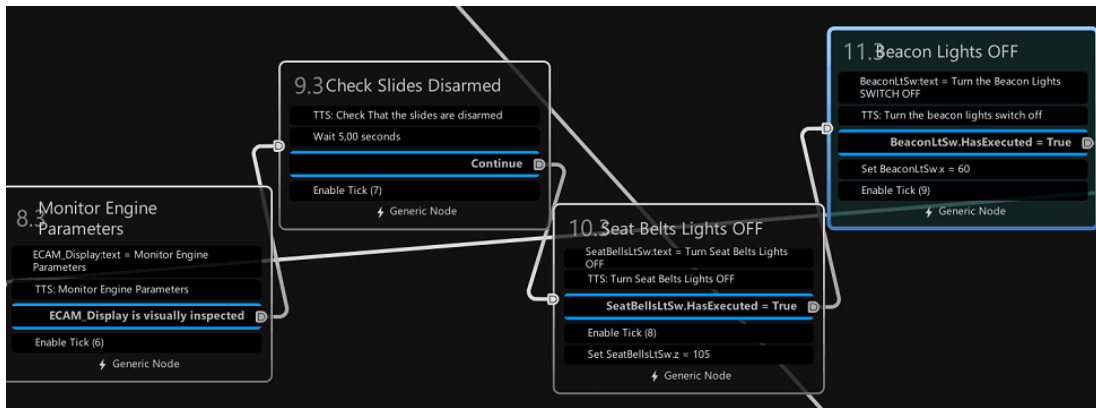 8.3 Monitor Engine
Parameters
ECAM_Display:text = Monitor Engine
Parameters
TTS: Monitor Engine Parameters
ECAM_Display is visually inspected
Enable Tick (6)
Generic Node
9.3 Check Slides Disarmed
TTS: Check That the slides are disarmed
Wait 5,00 seconds
Continue
Enable Tick (7)
Generic Node
10.3 Seat Belts Lights OFF
SeatBellsLtSw:text = Turn Seat Belts Lights
OFF
TTS: Turn Seat Belts Lights OFF
SeatBellsLtSw.HasExecuted = True
Enable Tick (8)
Set SeatBellsLtSw.z = 105
Generic Node
11.3 Beacon Lights OFF
BeaconLtSw:text = Turn the Beacon Lights
SWITCH OFF
TTS: Turn the beacon lights switch off
BeaconLtSw.HasExecuted = True
Set BeaconLtSw.x = 60
Enable Tick (9)
Generic Node